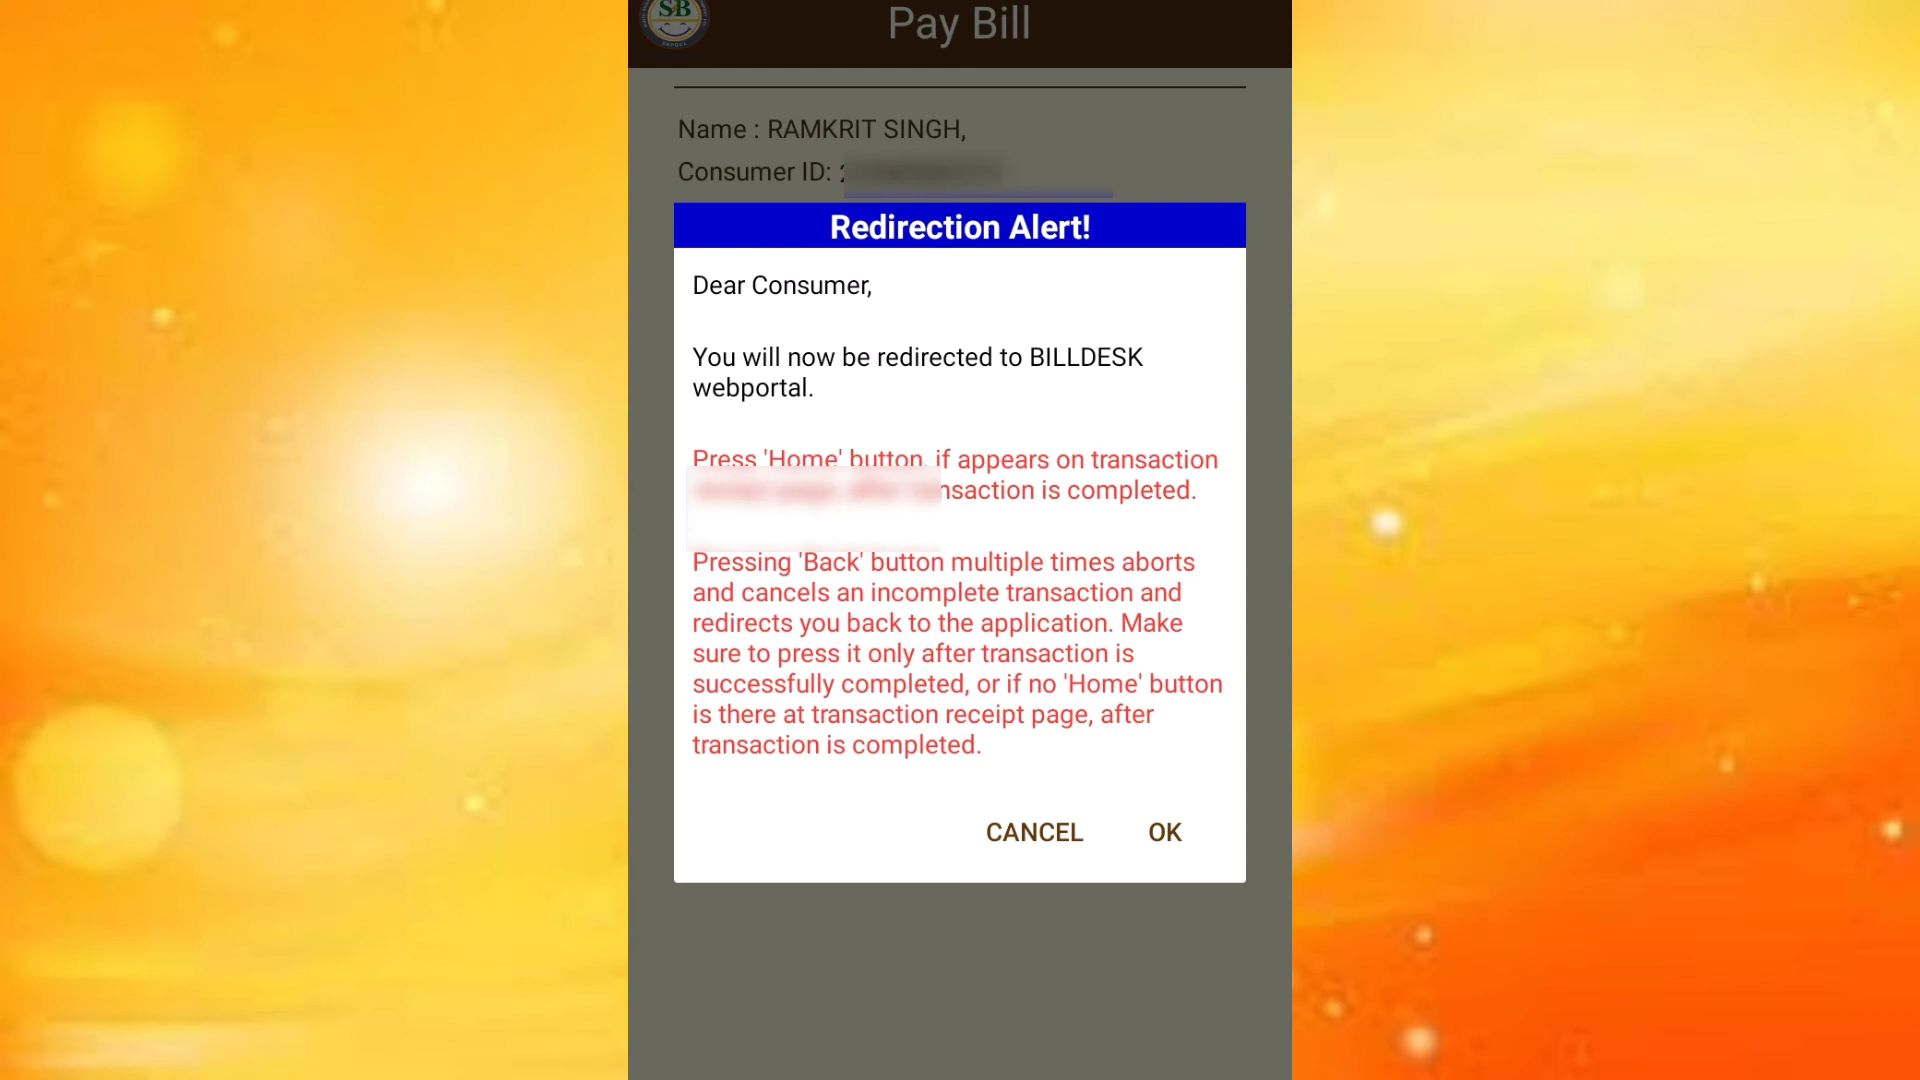 SB
Pay Bill
Name : RAMKRIT SINGH,
Consumer ID:
Redirection Alert!
Dear Consumer,
You will now be redirected to BILLDESK
webportal.
Press 'Home' button, if appears on transaction
nsaction is completed.
Pressing 'Back' button multiple times aborts
and cancels an incomplete transaction and
redirects you back to the application. Make
sure to press it only after transaction is
successfully completed, or if no 'Home' button
is there at transaction receipt page, after
transaction is completed.
CANCEL OK